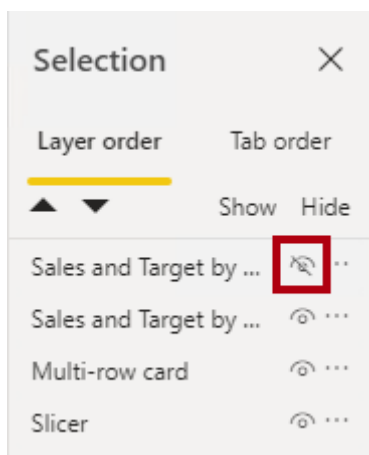 Selection
Layer order Tab order
Show Hide
Sales and Target by ...
Sales and Target by ...
Multi-row card
Slicer